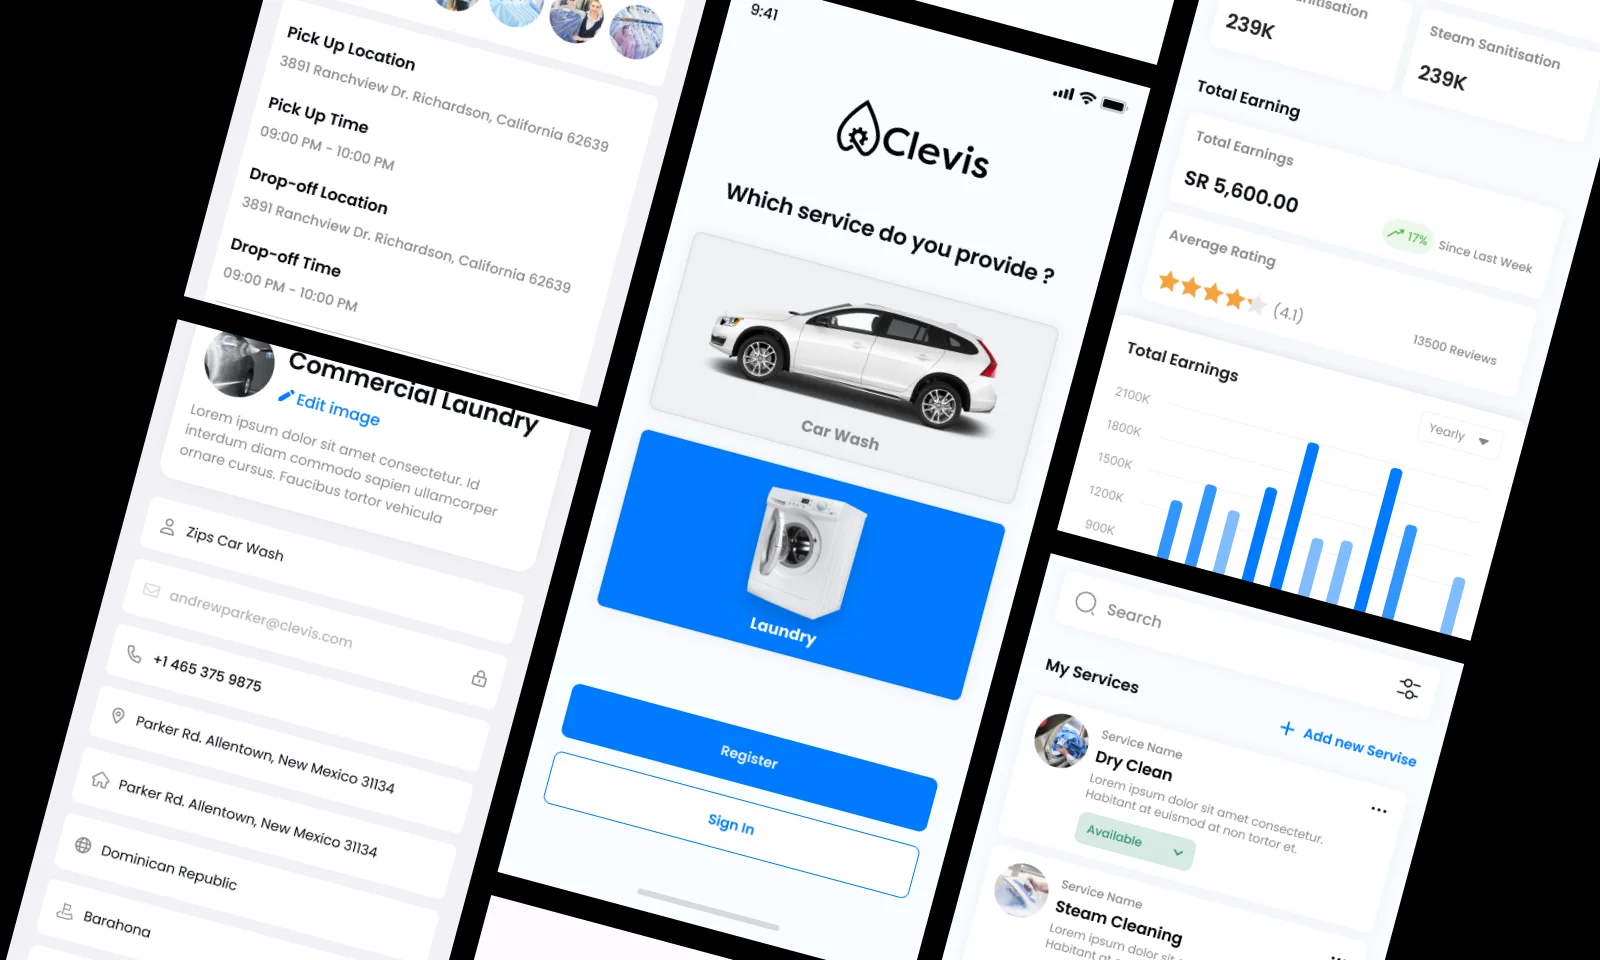 Pick Up Location
3891 Ranchview Dr. Richardson, California 62639
Pick Up Time
09:00 PM - 10:00 PM
Drop-off Location
3891 Ranchview Dr. Richardson, California 62639
Drop-off Time
09:00 PM - 10:00 PM
Commercial Laundry
Edit image
Lorem ipsum dolor sit amet consectetur. Id
interdum diam commodo sapien ullamcorper
ornare cursus. Faucibus tortor vehicula
Zips Car Wash
andrewparker@clevis.com
+1 465 375 9875
Parker Rd. Allentown, New Mexico 31134
Parker Rd. Allentown, New Mexico 31134
Dominican Republic
Barahona
9:41
Clevis
Which service do you provide ?
Car Wash
Laundry
Register
Sign In
239K
Steam Sanitisation
239K
Total Earning
Total Earnings
SR 5,600.00
17% Since Last Week
Average Rating
(4.1)
13500 Reviews
Total Earnings
Yearly
2100K
1800K
1500K
1200K
900K
Search
My Services
Add new Servise
Service Name
Dry Clean
Lorem ipsum dolor sit amet consectetur.
Habitant at euismod at non tortor et.
Available
Service Name
Steam Cleaning
Lorem ipsum dolor sit
Habitant at euismod